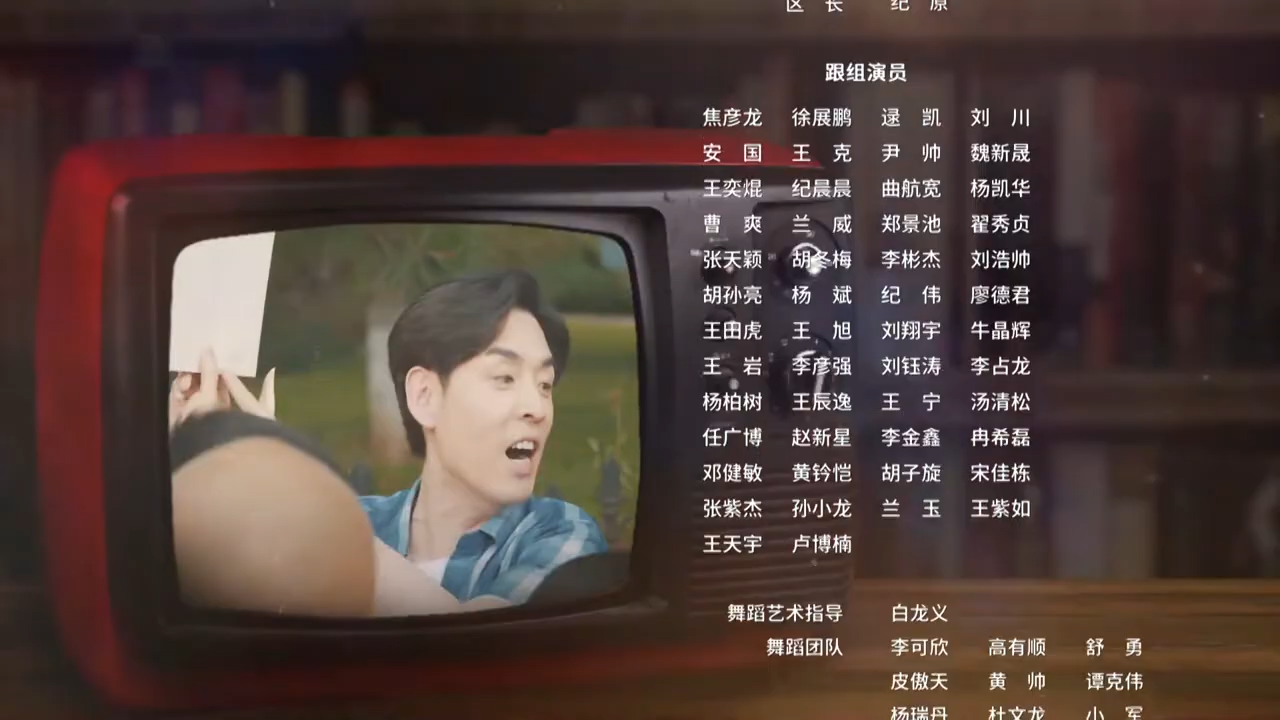 区 长 纪 原
跟组演员
焦彦龙 徐展鹏 逯 凯 刘 川
安 国 王 克 尹 帅 魏新晟
王奕焜 纪晨晨 曲航宽 杨凯华
曹 爽 兰 威 郑景池 翟秀贞
张天颖 胡冬梅 李彬杰 刘浩帅
胡孙亮 杨 斌 纪 伟 廖德君
王田虎 王 旭 刘翔宇 牛晶辉
王 岩 李彦强 刘钰涛 李占龙
杨柏树 王辰逸 王 宁 汤清松
任广博 赵新星 李金鑫 冉希磊
邓健敏 黄钤恺 胡子旋 宋佳栋
张紫杰 孙小龙 兰 玉 王紫如
王天宇 卢博楠
舞蹈艺术指导 白龙义
舞蹈团队 李可欣 高有顺 舒 勇
皮傲天 黄 帅 谭克伟
杨瑞丹 杜文龙 小 军